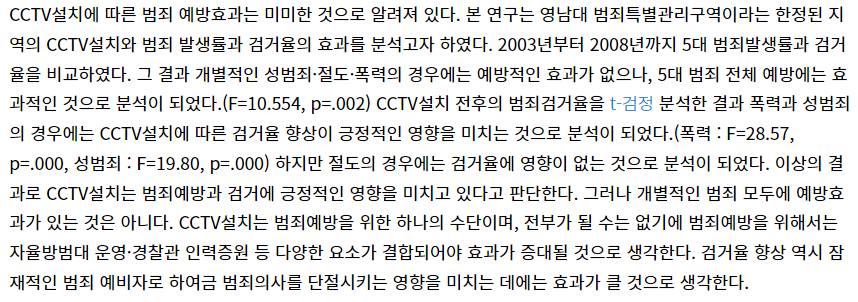 CCTV설치에 따른 범죄 예방효과는 미미한 것으로 알려져 있다. 본 연구는 영남대 범죄특별관리구역이라는 한정된 지
역의 CCTV설치와 범죄 발생률과 검거율의 효과를 분석고자 하였다. 2003년부터 2008년까지 5대 범죄발생률과 검거
율을 비교하였다. 그 결과 개별적인 성범죄·절도·폭력의 경우에는 예방적인 효과가 없으나, 5대 범죄 전체 예방에는 효
과적인 것으로 분석이 되었다.(F=10.554, p=.002) CCTV설치 전후의 범죄검거율을 t-검정 분석한 결과 폭력과 성범죄
의 경우에는 CCTV설치에 따른 검거율 향상이 긍정적인 영향을 미치는 것으로 분석이 되었다.(폭력 : F=28.57,
p=.000, 성범죄 : F=19.80, p=.000) 하지만 절도의 경우에는 검거율에 영향이 없는 것으로 분석이 되었다. 이상의 결
과로 CCTV설치는 범죄예방과 검거에 긍정적인 영향을 미치고 있다고 판단한다. 그러나 개별적인 범죄 모두에 예방효
과가 있는 것은 아니다. CCTV설치는 범죄예방을 위한 하나의 수단이며, 전부가 될 수는 없기에 범죄예방을 위해서는
자율방범대 운영·경찰관 인력증원 등 다양한 요소가 결합되어야 효과가 증대될 것으로 생각한다. 검거율 향상 역시 잠
재적인 범죄 예비자로 하여금 범죄의사를 단절시키는 영향을 미치는 데에는 효과가 클 것으로 생각한다.